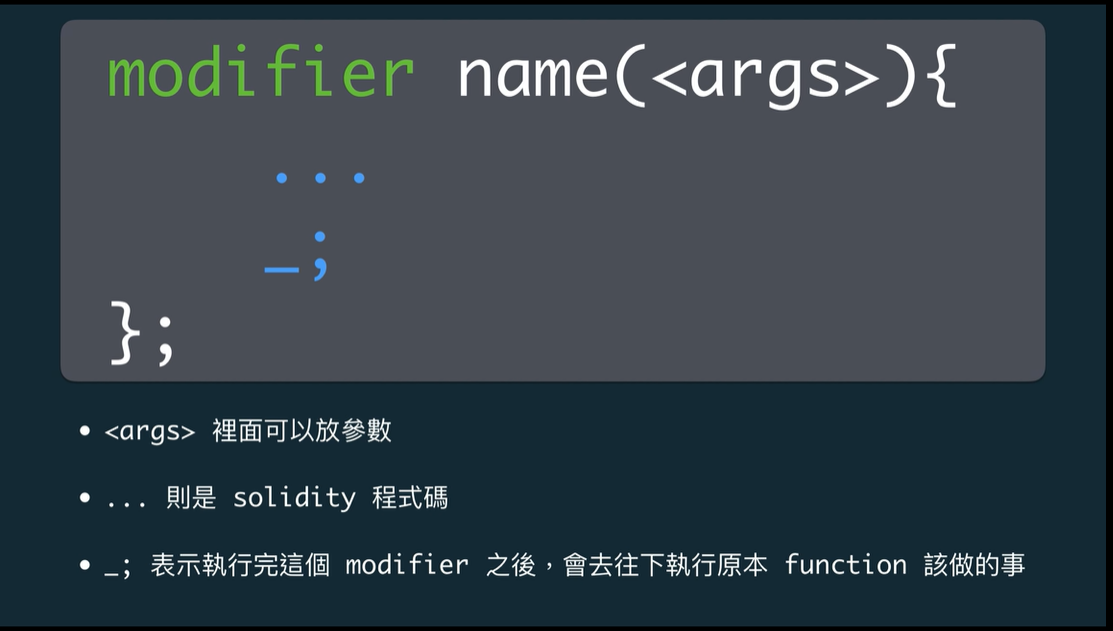 modifier name(<args>){
...
_;
};
• <args> 裡面可以放參數
• ... 則是 solidity 程式碼
• _; 表示執行完這個 modifier 之後，會去往下執行原本 function 該做的事